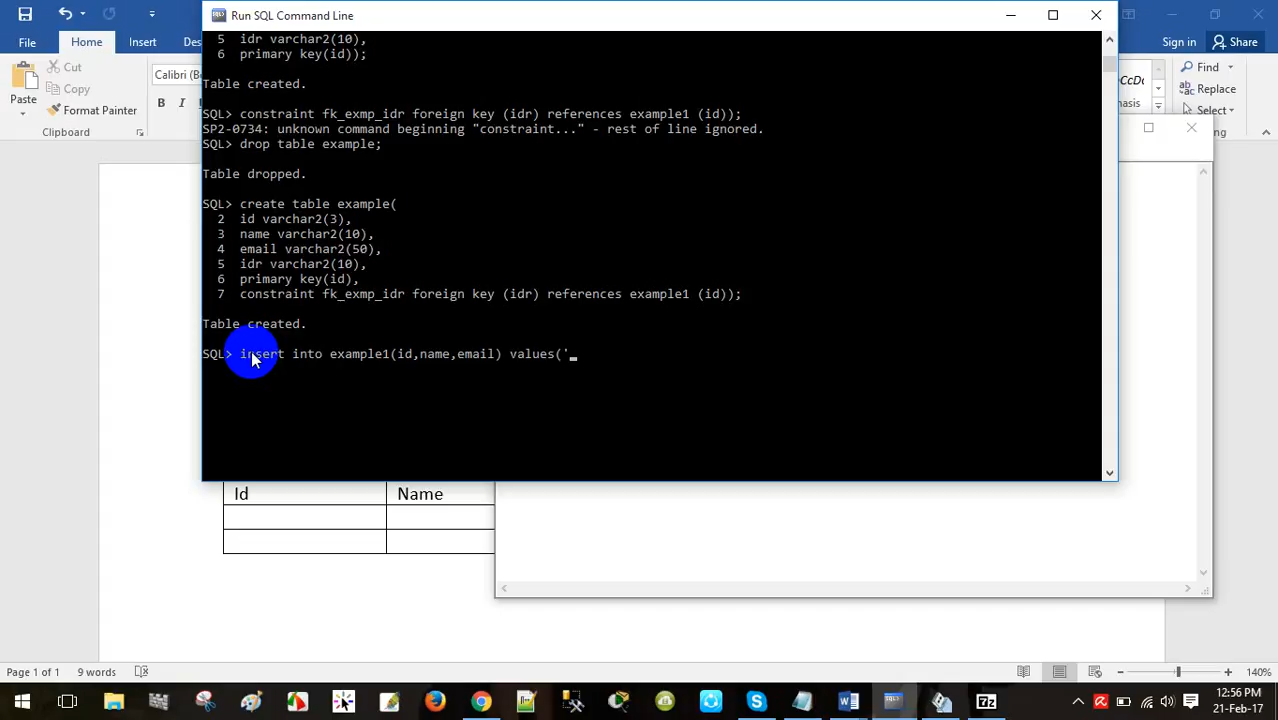 Run SQL Command Line
File
Home
Insert
Des
Sign in
Share
Paste
Cut
Copy
Format Painter
Clipboard
Calibri (B
B
I
Find
Replace
Select
5 idr varchar2(10),
6 primary key(id));
Table created.
SQL> constraint fk_exmp_idr foreign key (idr) references example1 (id));
SP2-0734: unknown command beginning "constraint..." - rest of line ignored.
SQL> drop table example;
Table dropped.
SQL> create table example(
2 id varchar2(3),
3 name varchar2(10),
4 email varchar2(50),
5 idr varchar2(10),
6 primary key(id),
7 constraint fk_exmp_idr foreign key (idr) references example1 (id));
Table created.
SQL> insert into example1(id,name,email) values('_
Id Name
Page 1 of 1 9 words
140%
12:56 PM
21-Feb-17